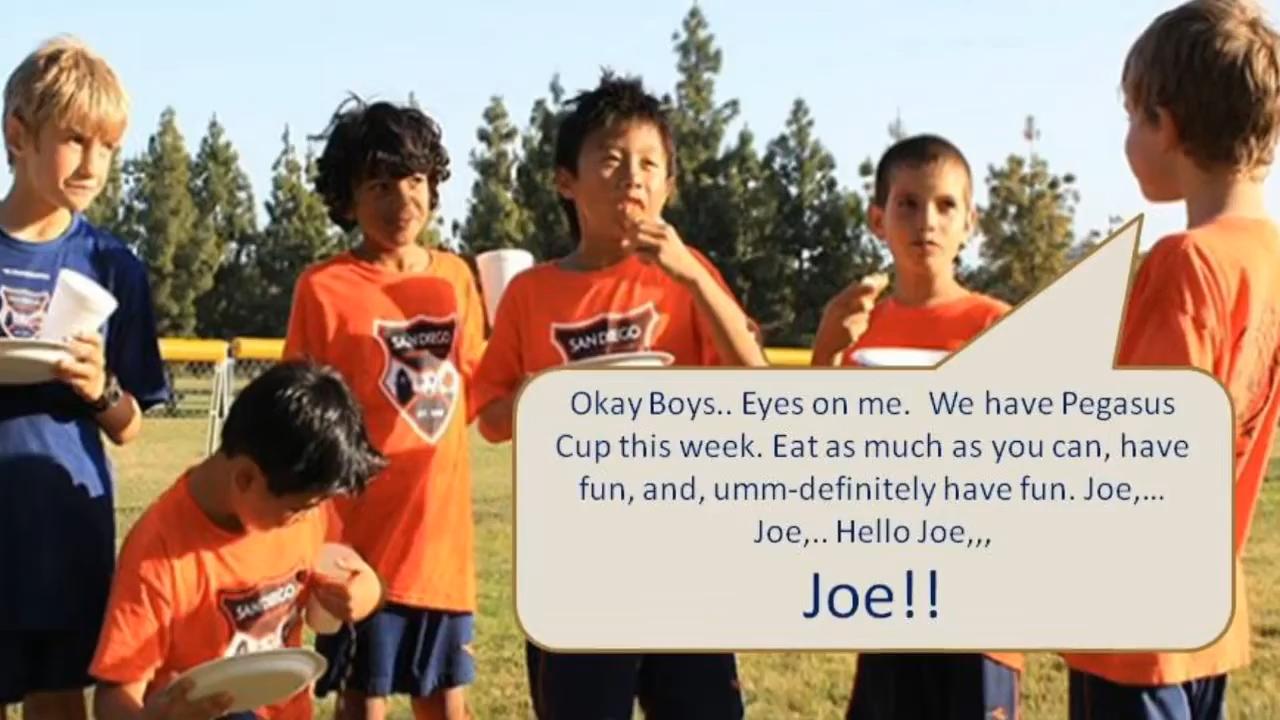 SAN DIEGO
SAN DIEGO
SAN DIEGO
Okay Boys.. Eyes on me. We have Pegasus
Cup this week. Eat as much as you can, have
fun, and, umm-definitely have fun. Joe,...
Joe,.. Hello Joe,,,
Joe!!